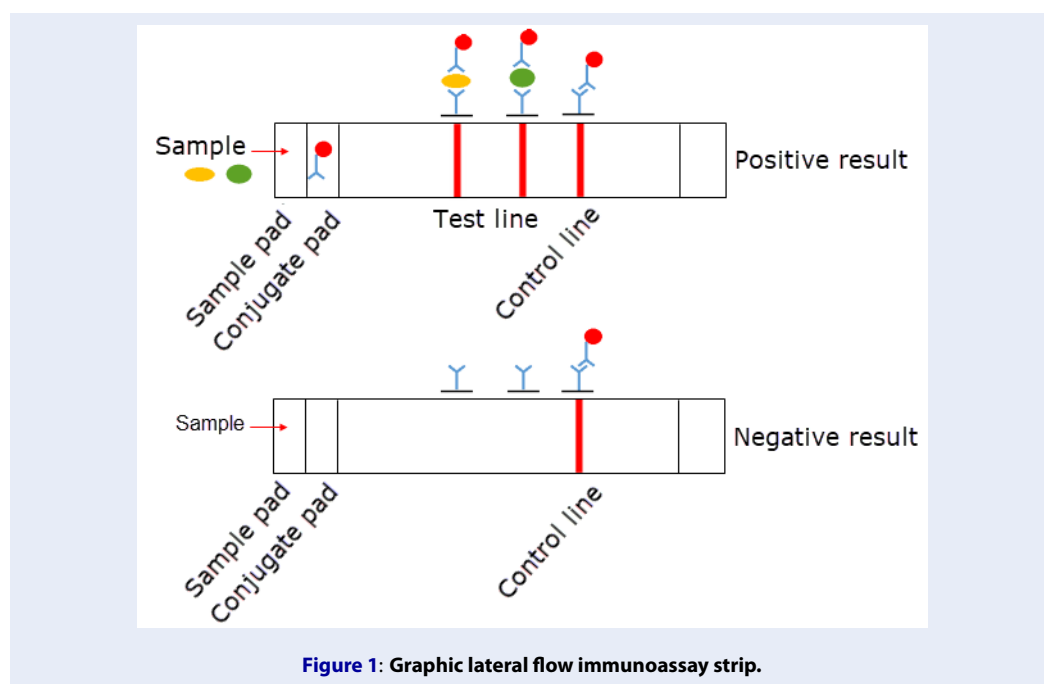 Sample
Positive result
Test line
Sample pad
Conjugate pad
Control line
Sample
Negative result
Sample pad
Conjugate pad
Control line
Figure 1: Graphic lateral flow immunoassay strip.